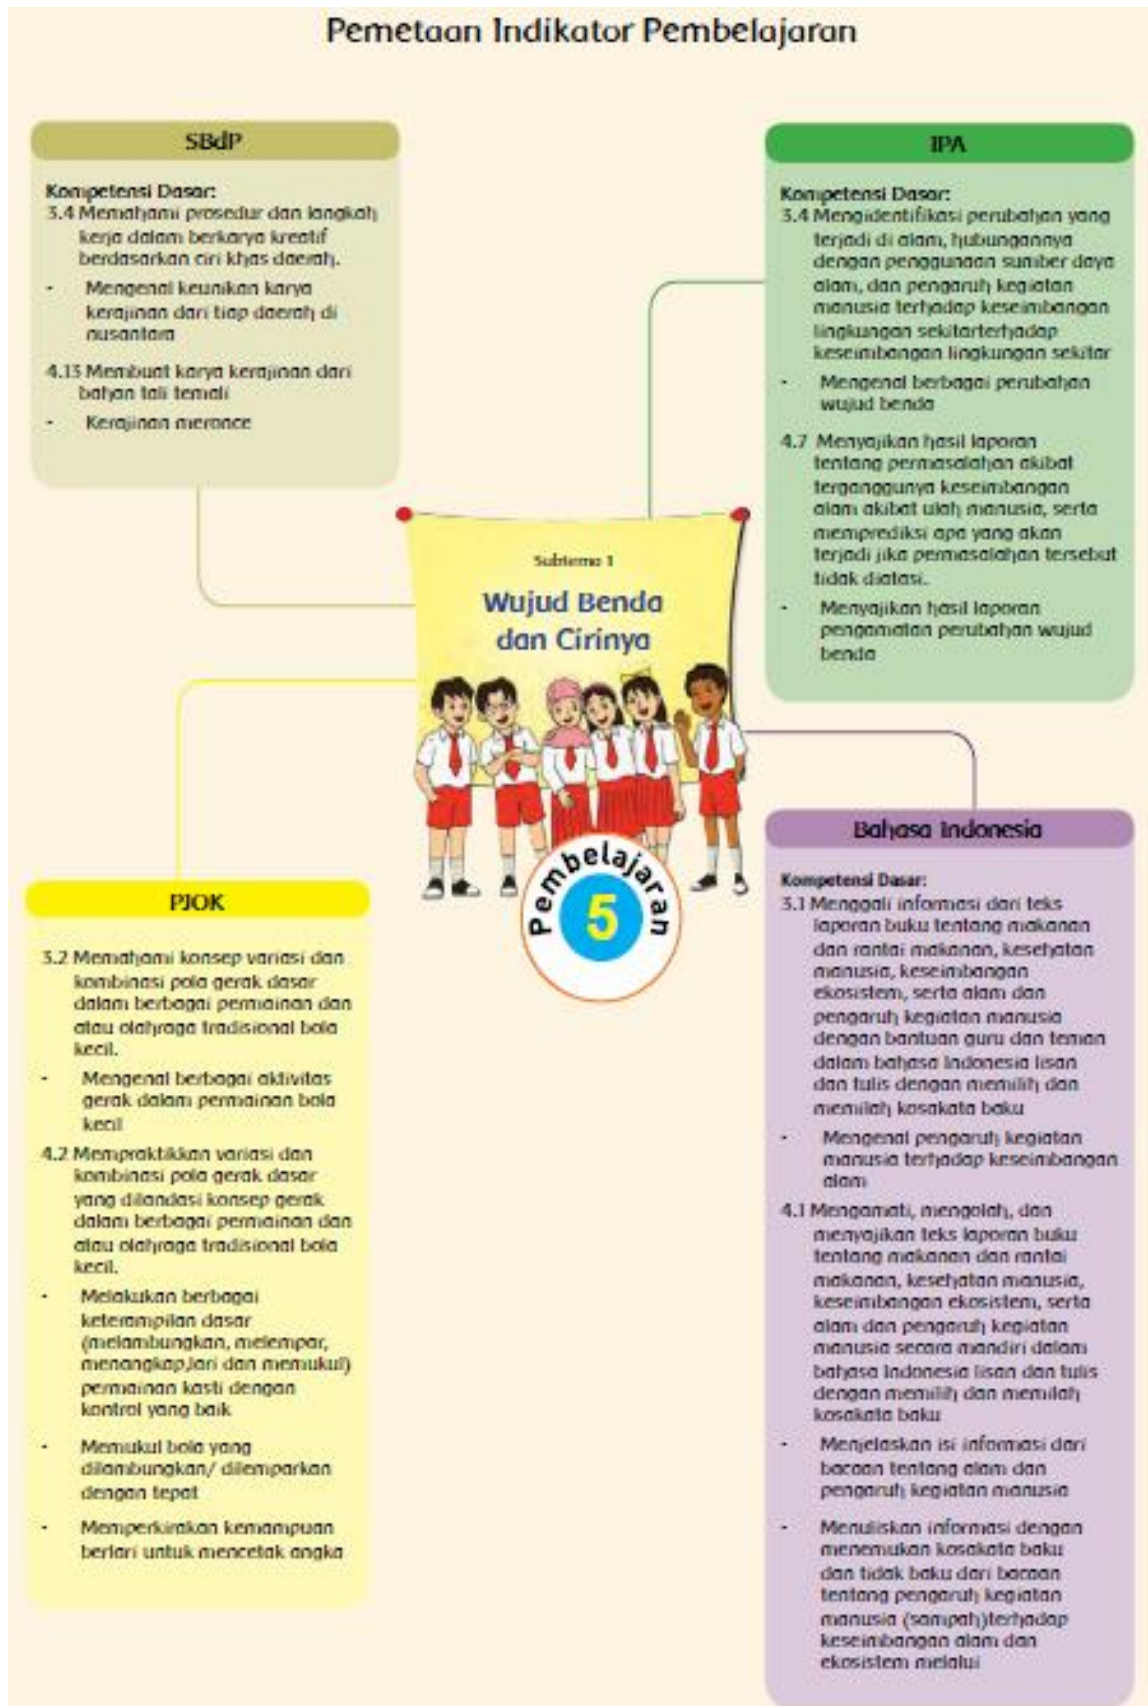 Pemetaan Indikator Pembelajaran
SBdP
Kompetensi Dasar:
3.4 Memahami prosedur dan langkah
kerja dalam berkarya kreatif
berdasarkan ciri khas daerah.
- Mengenal keunikan karya
kerajinan dari tiap daerah di
nusantara
4.13 Membuat karya kerajinan dari
bahan tali temali
- Kerajinan meronce
IPA
Kompetensi Dasar:
3.4 Mengidentifikasi perubahan yang
terjadi di alam, hubungannya
dengan penggunaan sumber daya
alam, dan pengaruh kegiatan
manusia terhadap keseimbangan
lingkungan sekitarterhadap
keseimbangan lingkungan sekitar
- Mengenal berbagai perubahan
wujud benda
4.7 Menyajikan hasil laporan
tentang permasalahan akibat
terganggunya keseimbangan
alam akibat ulah manusia, serta
memprediksi apa yang akan
terjadi jika permasalahan tersebut
tidak diatasi.
- Menyajikan hasil laporan
pengamatan perubahan wujud
benda
Subtema 1
Wujud Benda
dan Cirinya
Pembelajaran
5
PJOK
3.2 Memahami konsep variasi dan
kombinasi pola gerak dasar
dalam berbagai permainan dan
atau olahraga tradisional bola
kecil.
- Mengenal berbagai aktivitas
gerak dalam permainan bola
kecil
4.2 Mempraktikkan variasi dan
kombinasi pola gerak dasar
yang dilandasi konsep gerak
dalam berbagai permainan dan
atau olahraga tradisional bola
kecil.
- Melakukan berbagai
keterampilan dasar
(melambungkan, melempar,
menangkap,lari dan memukul)
permainan kasti dengan
kontrol yang baik
- Memukul bola yang
dilambungkan/ dilemparkan
dengan tepat
- Memperkirakan kemampuan
berlari untuk mencetak angka
Bahasa Indonesia
Kompetensi Dasar:
3.1 Menggali informasi dari teks
laporan buku tentang makanan
dan rantai makanan, kesehatan
manusia, keseimbangan
ekosistem, serta alam dan
pengaruh kegiatan manusia
dengan bantuan guru dan teman
dalam bahasa Indonesia lisan
dan tulis dengan memilih dan
memilah kosakata baku
- Mengenal pengaruh kegiatan
manusia terhadap keseimbangan
alam
4.1 Mengamati, mengolah, dan
menyajikan teks laporan buku
tentang makanan dan rantai
makanan, kesehatan manusia,
keseimbangan ekosistem, serta
alam dan pengaruh kegiatan
manusia secara mandiri dalam
bahasa Indonesia lisan dan tulis
dengan memilih dan memilah
kosakata baku
- Menjelaskan isi informasi dari
bacaan tentang alam dan
pengaruh kegiatan manusia
- Menuliskan informasi dengan
menemukan kosakata baku
dan tidak baku dari bacaan
tentang pengaruh kegiatan
manusia (sampah)terhadap
keseimbangan alam dan
ekosistem melalui